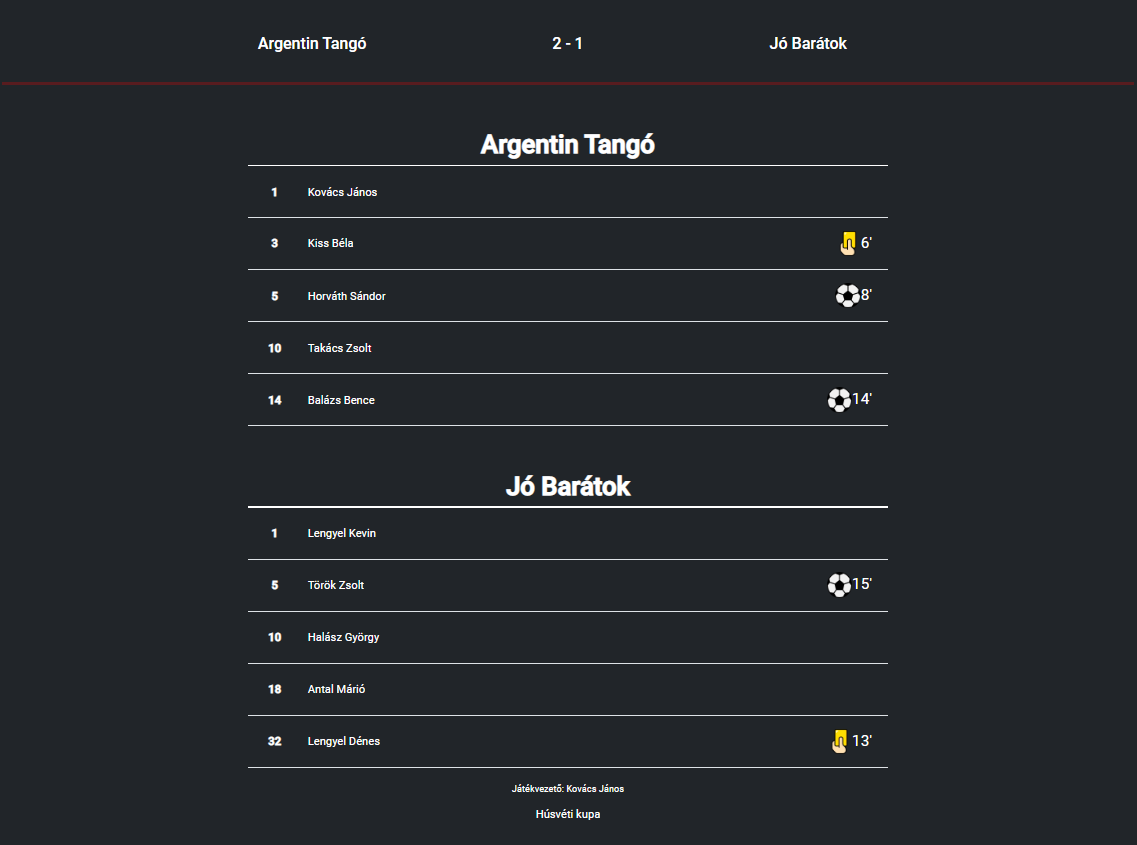 Argentin Tangó 2 - 1 Jó Barátok
Argentin Tangó
1 Kovács János
3 Kiss Béla 6'
5 Horváth Sándor 8'
10 Takács Zsolt
14 Balázs Bence 14'
Jó Barátok
1 Lengyel Kevin
5 Török Zsolt 15'
10 Halász György
18 Antal Márió
32 Lengyel Dénes 13'
Játékvezető: Kovács János
Húsvéti kupa